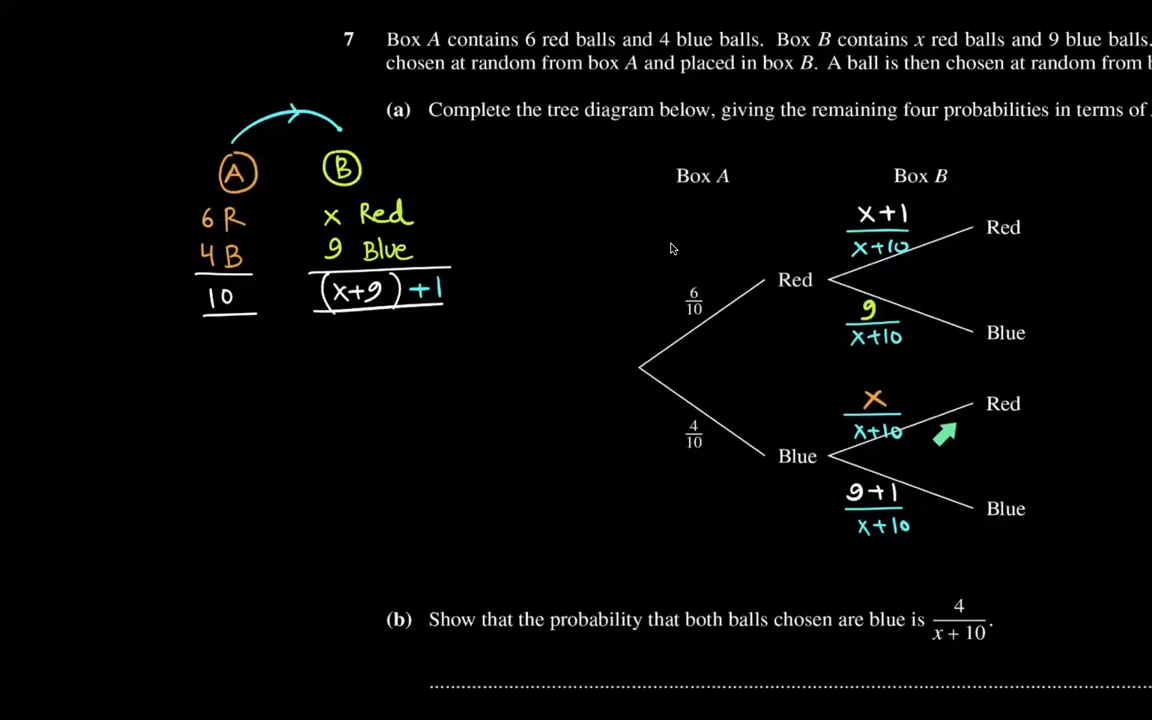 7 Box A contains 6 red balls and 4 blue balls. Box B contains x red balls and 9 blue balls.
chosen at random from box A and placed in box B. A ball is then chosen at random from
(a) Complete the tree diagram below, giving the remaining four probabilities in terms of
A B
6 R x Red
4 B 9 Blue
10 (x+9) +1
Box A Box B
x+1
x+10
Red
Red
6
10
9
x+10
Blue
x
x+10
Red
4
10
Blue
9+1
x+10
Blue
(b) Show that the probability that both balls chosen are blue is 4/(x + 10).